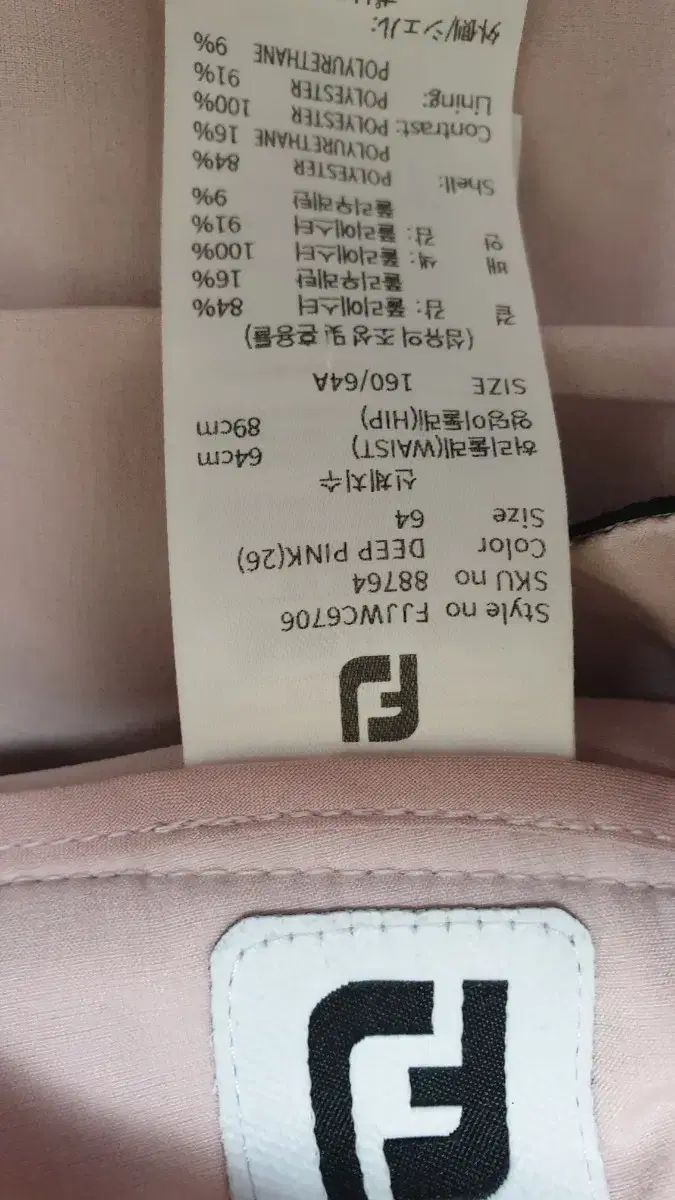 FJ
Style no FJJWC6706
SKU no 88764
Color DEEP PINK(26)
Size 64
신체치수
허리둘레(WAIST) 64cm
엉덩이둘레(HIP) 89cm
SIZE 160/64A
(섬유의 조성 및 혼용률)
겉 감: 폴리에스터 84%
폴리우레탄 16%
배 색: 폴리에스터 100%
안 감: 폴리에스터 91%
폴리우레탄 9%
Shell: POLYESTER 84%
POLYURETHANE 16%
Contrast: POLYESTER 100%
Lining: POLYESTER 91%
POLYURETHANE 9%
外側/シェル:
FJ